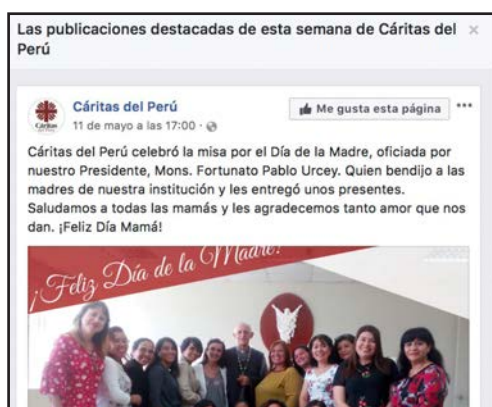 Las publicaciones destacadas de esta semana de Cáritas del
Perú
Cáritas del Perú
11 de mayo a las 17:00
Me gusta esta página
Cáritas del Perú celebró la misa por el Día de la Madre, oficiada por
nuestro Presidente, Mons. Fortunato Pablo Urcey. Quien bendijo a las
madres de nuestra institución y les entregó unos presentes.
Saludamos a todas las mamás y les agradecemos tanto amor que nos
dan. ¡Feliz Día Mamá!
¡Feliz Día de la Madre!
Cáritas